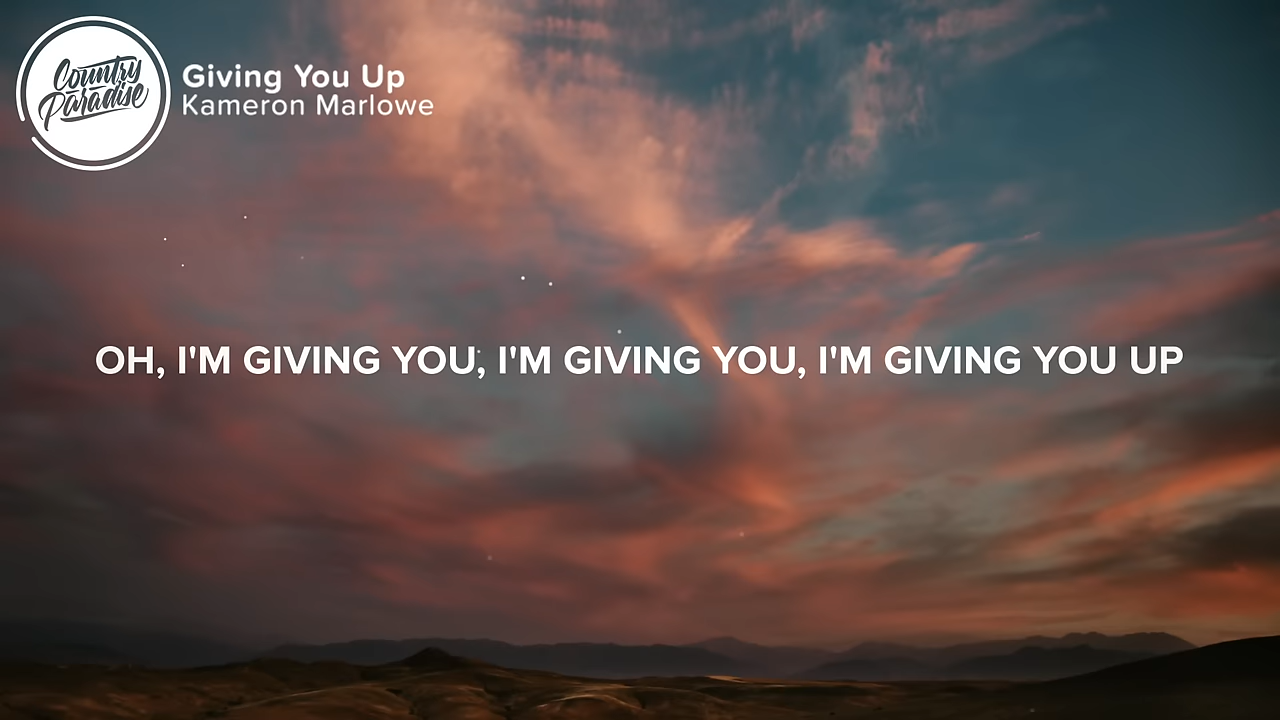 Country
Paradise
Giving You Up
Kameron Marlowe
OH, I'M GIVING YOU, I'M GIVING YOU, I'M GIVING YOU UP